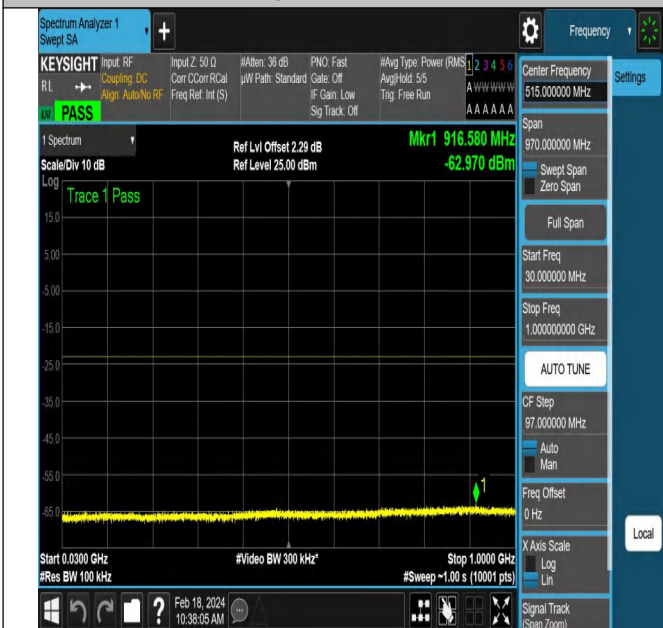 Spectrum Analyzer 1
Swept SA
+
Frequency
KEYSIGHT
RL
LXI
PASS
Input: RF
Coupling: DC
Align: Auto/No RF
Input Z: 50 Ω
Corr CCorr RCal
Freq Ref: Int (S)
#Atten: 36 dB
µW Path: Standard
PNO: Fast
Gate: Off
IF Gain: Low
Sig Track: Off
#Avg Type: Power (RMS
Avg|Hold: 5/5
Trig: Free Run
1 2 3 4 5 6
A WW WW W
A A A A A A
1 Spectrum
Scale/Div 10 dB
Ref Lvl Offset 2.29 dB
Ref Level 25.00 dBm
Mkr1 916.580 MHz
-62.970 dBm
Log
Trace 1 Pass
15.0
5.00
-5.00
-15.0
-25.0
-35.0
-45.0
-55.0
-65.0
1
Start 0.0300 GHz
#Res BW 100 kHz
#Video BW 300 kHz*
Stop 1.0000 GHz
#Sweep ~1.00 s (10001 pts)
?
Feb 18, 2024
10:38:05 AM
Center Frequency
515.000000 MHz
Span
970.000000 MHz
Swept Span
Zero Span
Full Span
Start Freq
30.000000 MHz
Stop Freq
1.000000000 GHz
AUTO TUNE
CF Step
97.000000 MHz
Auto
Man
Freq Offset
0 Hz
X Axis Scale
Log
Lin
Signal Track
(Span Zoom)
Settings
Local